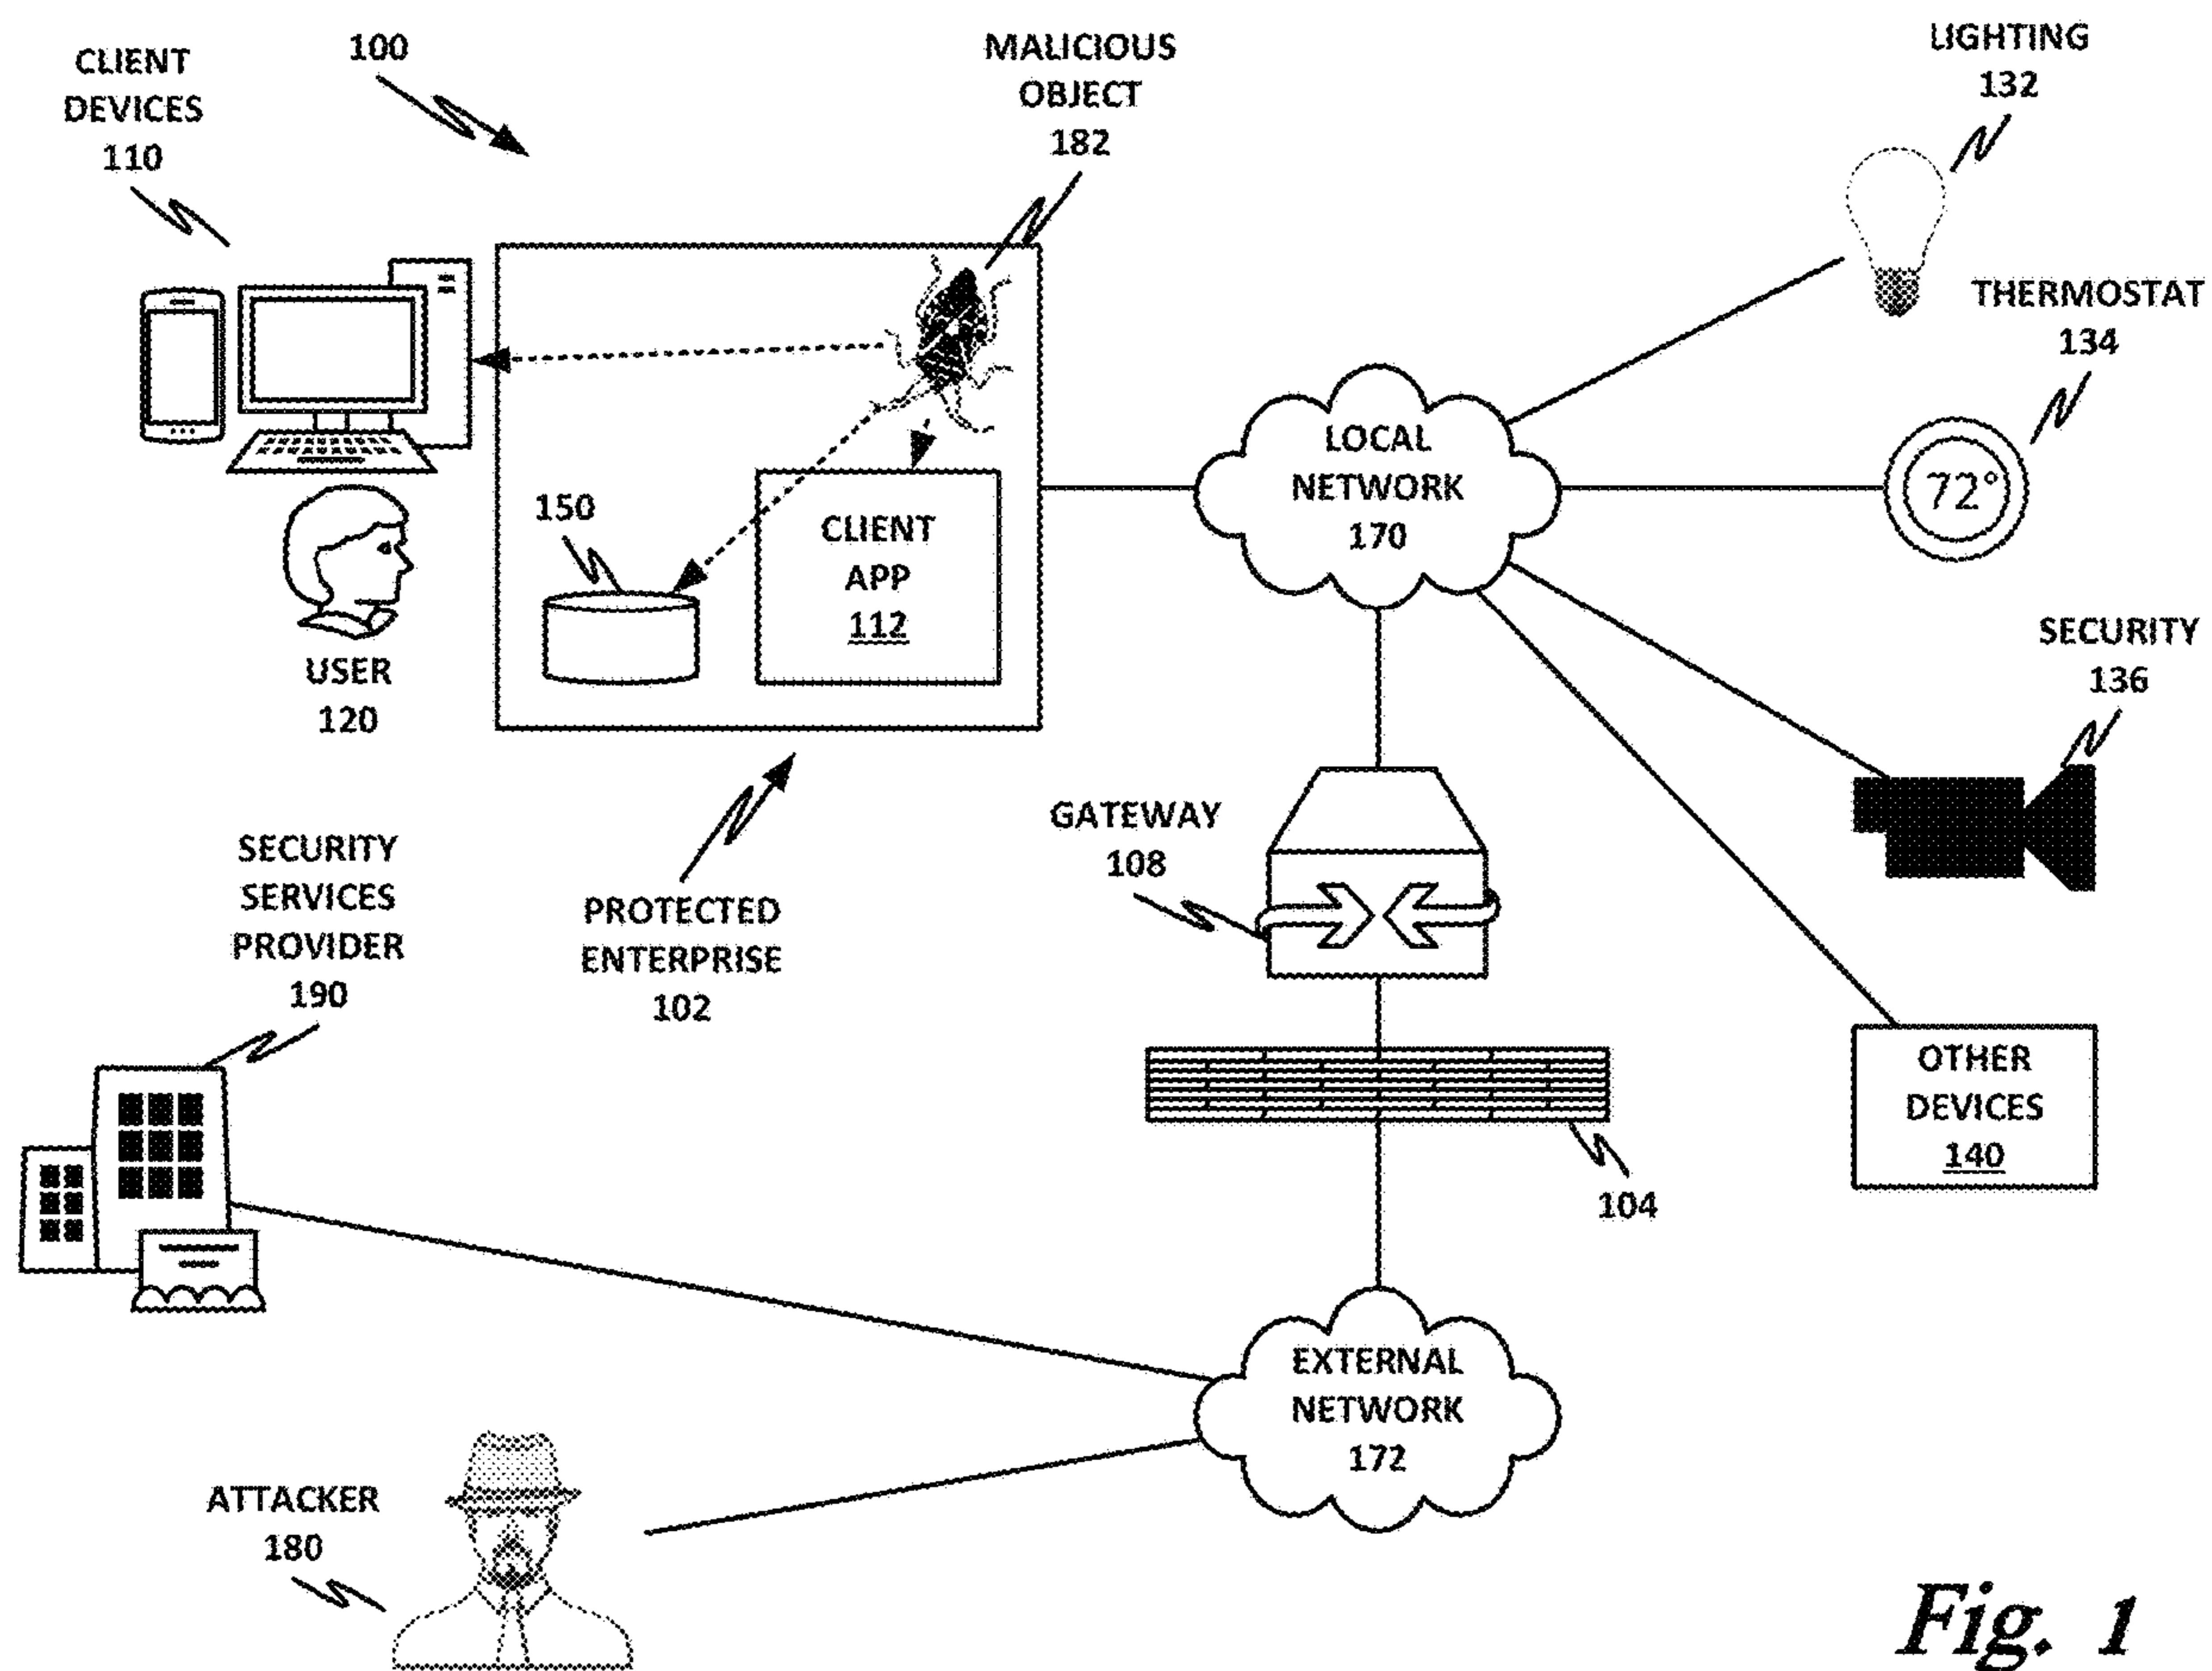 CLIENT
DEVICES
110
100
MALICIOUS
OBJECT
182
LIGHTING
132
THERMOSTAT
134
72°
LOCAL
NETWORK
170
150
CLIENT
APP
112
USER
120
SECURITY
136
GATEWAY
108
SECURITY
SERVICES
PROVIDER
190
PROTECTED
ENTERPRISE
102
OTHER
DEVICES
140
104
EXTERNAL
NETWORK
172
ATTACKER
180
Fig. 1